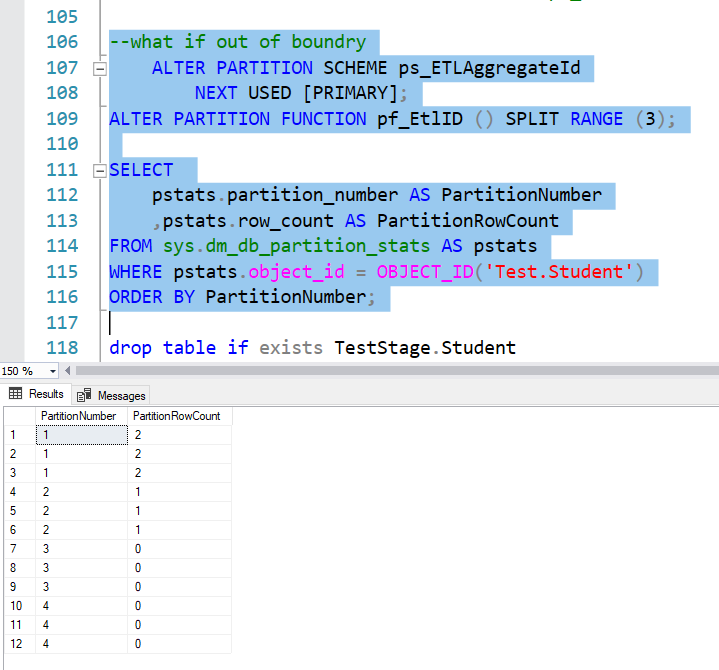 105
106 --what if out of boundry
107 ALTER PARTITION SCHEME ps_ETLAggregateId
108 NEXT USED [PRIMARY];
109 ALTER PARTITION FUNCTION pf_EtlID () SPLIT RANGE (3);
110
111 SELECT
112 pstats.partition_number AS PartitionNumber
113 ,pstats.row_count AS PartitionRowCount
114 FROM sys.dm_db_partition_stats AS pstats
115 WHERE pstats.object_id = OBJECT_ID('Test.Student')
116 ORDER BY PartitionNumber;
117
118 drop table if exists TestStage.Student
150 %
Results Messages
PartitionNumber PartitionRowCount
1 1 2
2 1 2
3 1 2
4 2 1
5 2 1
6 2 1
7 3 0
8 3 0
9 3 0
10 4 0
11 4 0
12 4 0